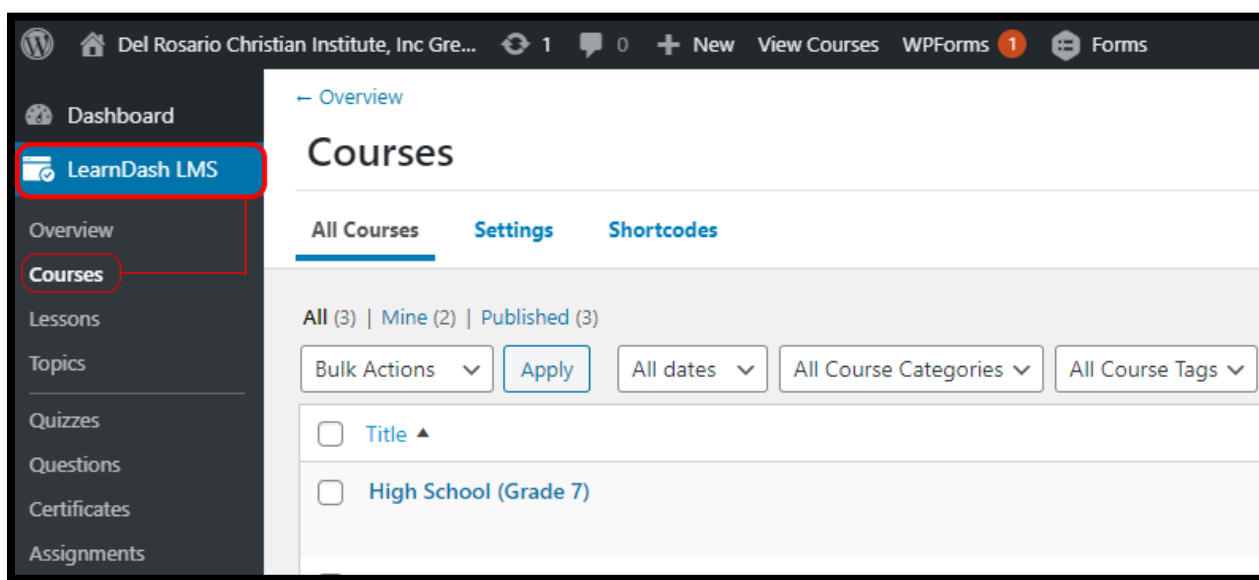 Del Rosario Christian Institute, Inc Gre... 1 0 + New View Courses WPForms 1 Forms
Dashboard
LearnDash LMS
Overview
Courses
Lessons
Topics
Quizzes
Questions
Certificates
Assignments
← Overview
Courses
All Courses Settings Shortcodes
All (3) | Mine (2) | Published (3)
Bulk Actions Apply All dates All Course Categories All Course Tags
Title ▲
High School (Grade 7)